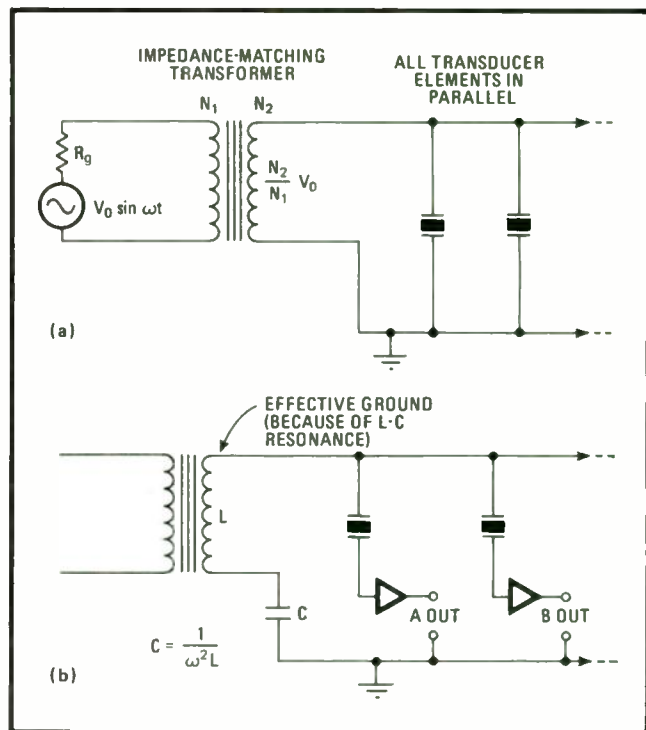 IMPEDANCE-MATCHING
TRANSFORMER
ALL TRANSDUCER
ELEMENTS IN
PARALLEL
N₁ N₂
R_g
V₀ sin ωt
N₂/N₁ V₀
(a)
EFFECTIVE GROUND
(BECAUSE OF L-C
RESONANCE)
L
C
A OUT
B OUT
C = 1/ω²L
(b)